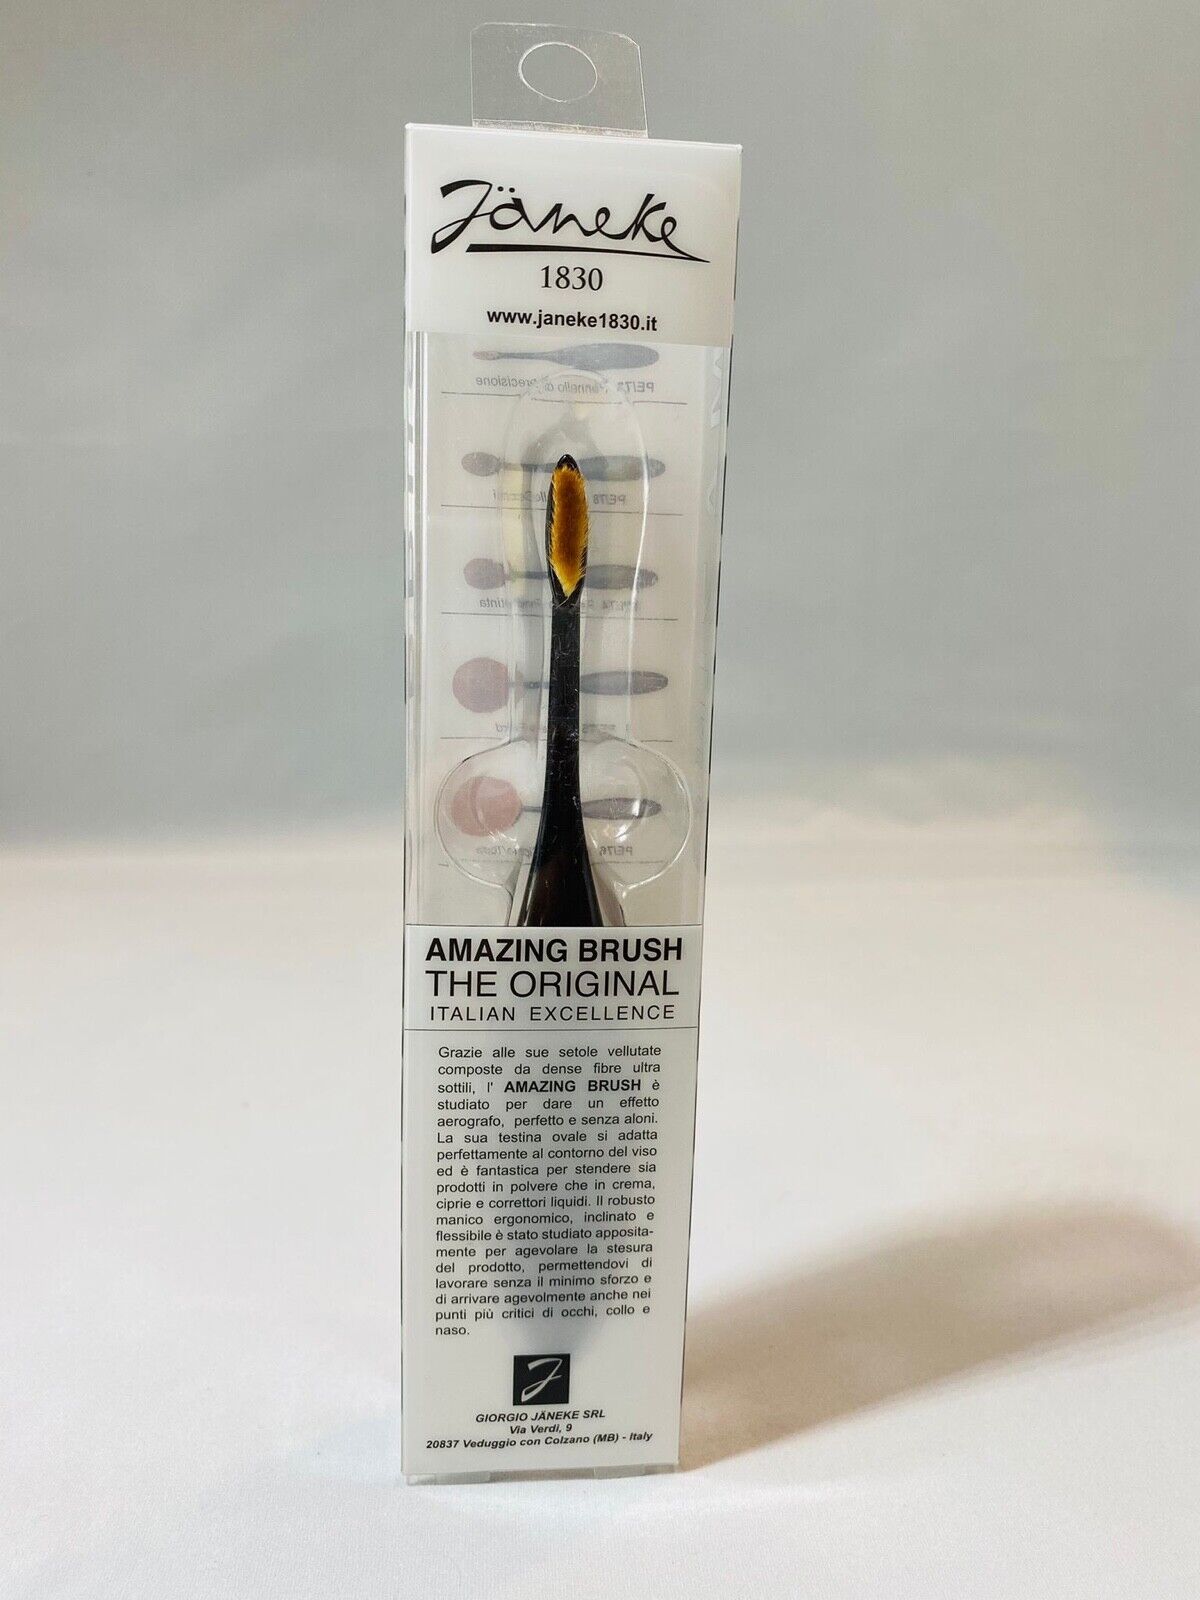 Jäneke
1830
www.janeke1830.it
AMAZING BRUSH
THE ORIGINAL
ITALIAN EXCELLENCE
Grazie alle sue setole vellutate
composte da dense fibre ultra
sottili, l' AMAZING BRUSH è
studiato per dare un effetto
aerografo, perfetto e senza aloni.
La sua testina ovale si adatta
perfettamente al contorno del viso
ed è fantastica per stendere sia
prodotti in polvere che in crema,
ciprie e correttori liquidi. Il robusto
manico ergonomico, inclinato e
flessibile è stato studiato apposita-
mente per agevolare la stesura
del prodotto, permettendovi di
lavorare senza il minimo sforzo e
di arrivare agevolmente anche nei
punti più critici di occhi, collo e
naso.
GIORGIO JÄNEKE SRL
Via Verdi, 9
20837 Veduggio con Colzano (MB) - Italy